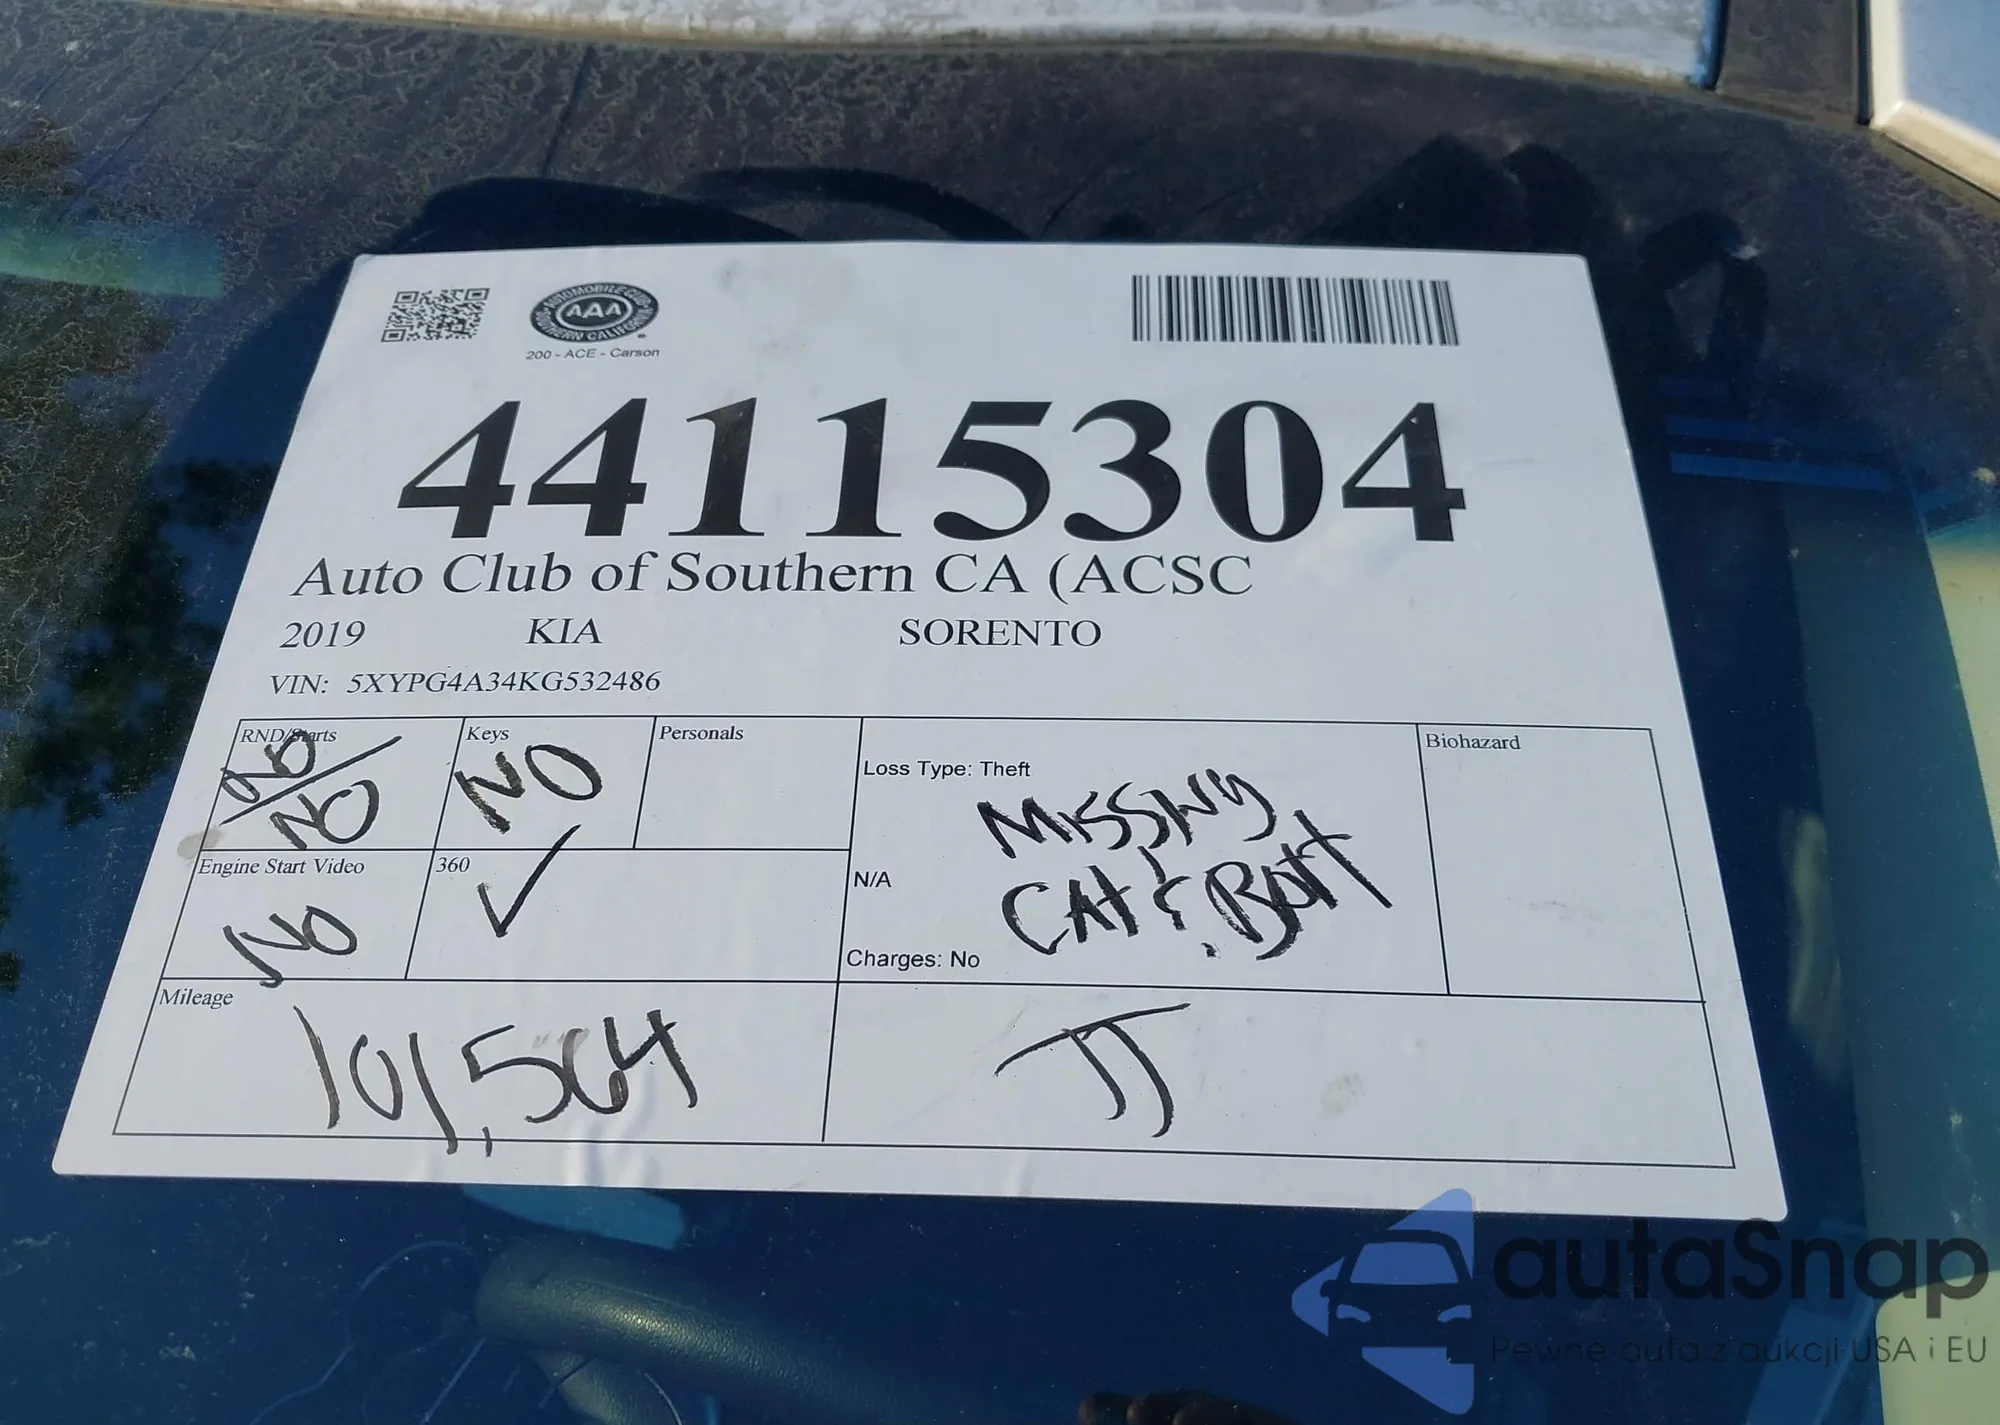 AUTOMOBILE CLUB
AAA
SOUTHERN CALIFORNIA
200 - ACE - Carson
44115304
Auto Club of Southern CA (ACSC
2019 KIA SORENTO
VIN: 5XYPG4A34KG532486
RND/Starts Keys Personals Biohazard
NO / NO NO
Loss Type: Theft
MISSING
CAT & BATT
N/A
Charges: No
Engine Start Video 360
NO ✓
Mileage
101,564 JJ
autaSnap
Pewne auta z aukcji USA i EU